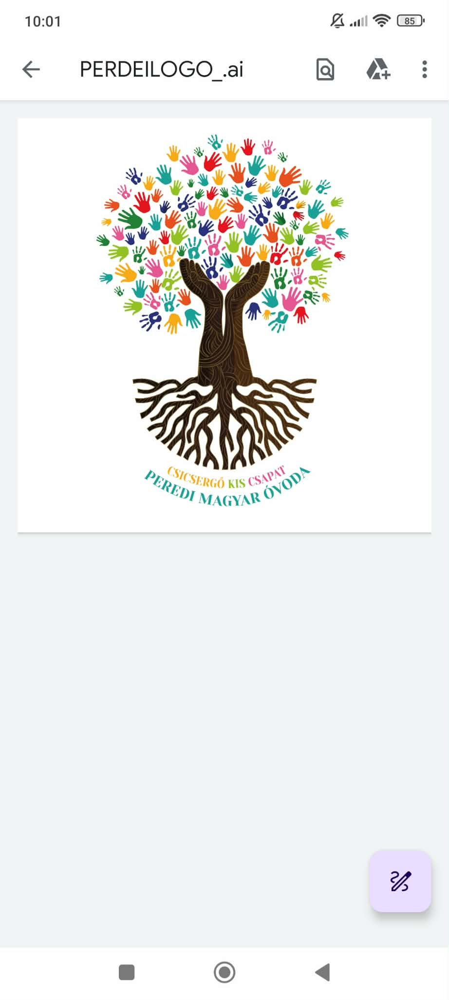 10:01
85
PERDEILOGO_.ai
CSICSERGŐ KIS CSAPAT
PEREDI MAGYAR ÓVODA